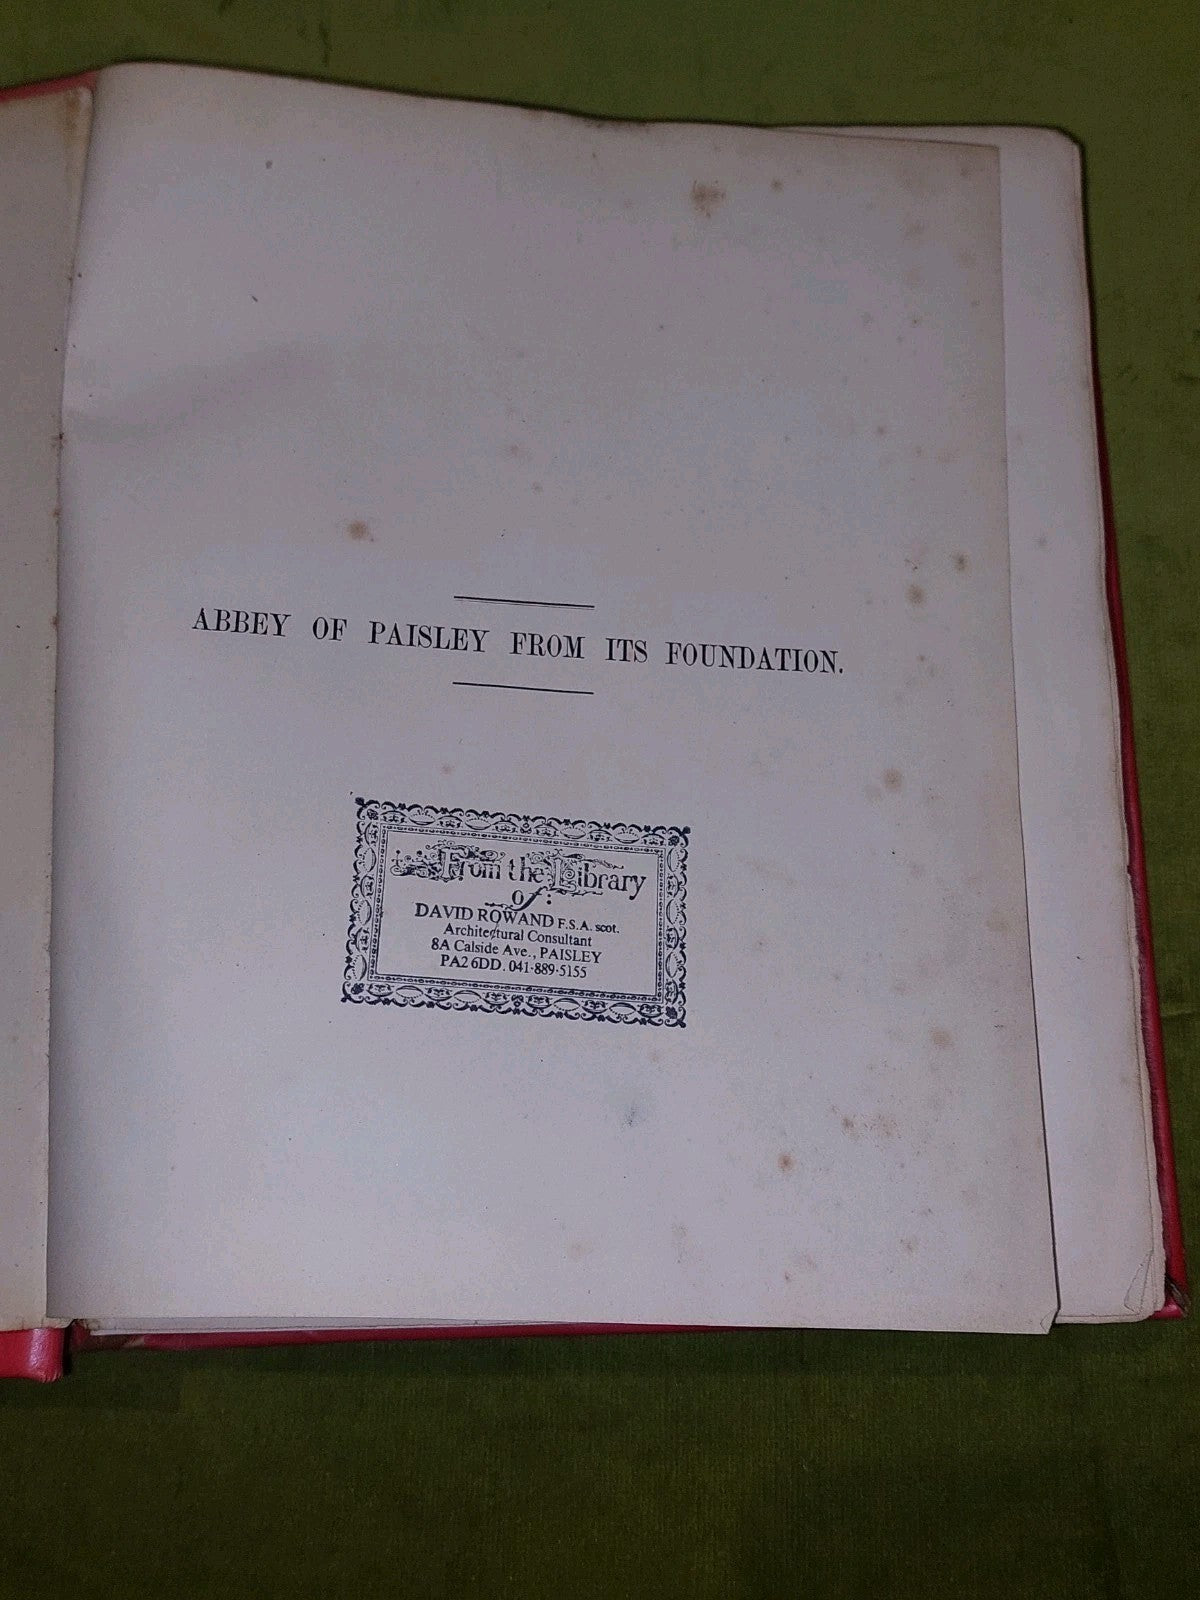 ABBEY OF PAISLEY FROM ITS FOUNDATION.
From the Library
of:
DAVID ROWAND F.S.A. scot.
Architectural Consultant
8A Calside Ave., PAISLEY
PA2 6DD. 041-889-5155